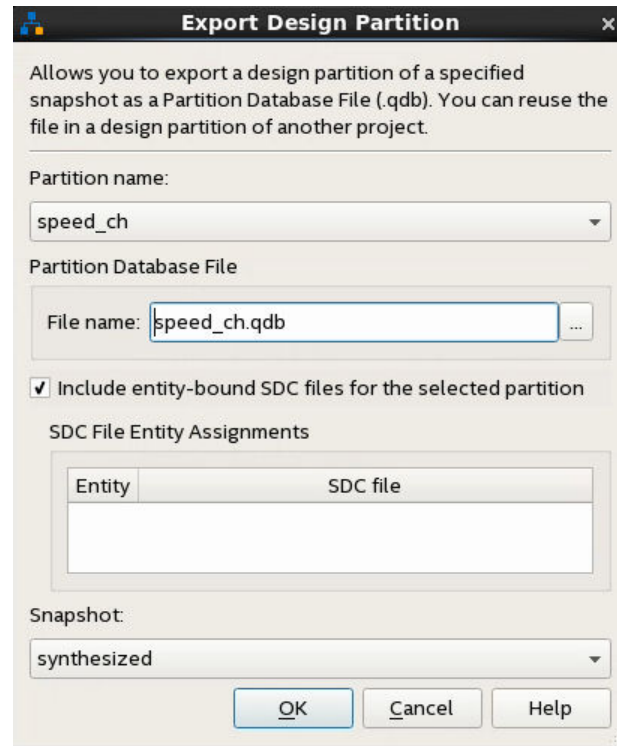 Export Design Partition
Allows you to export a design partition of a specified
snapshot as a Partition Database File (.qdb). You can reuse the
file in a design partition of another project.
Partition name:
speed_ch
Partition Database File
File name: speed_ch.qdb ...
Include entity-bound SDC files for the selected partition
SDC File Entity Assignments
Entity SDC file
Snapshot:
synthesized
OK Cancel Help